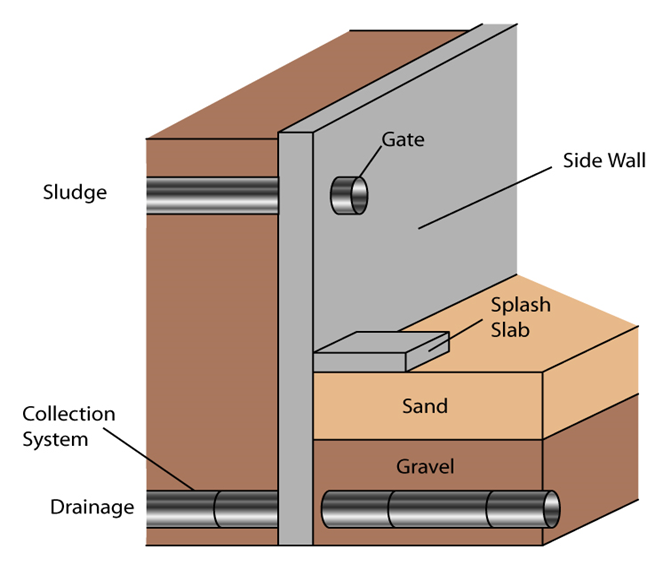 Gate
Side Wall
Sludge
Splash
Slab
Sand
Collection
System
Gravel
Drainage